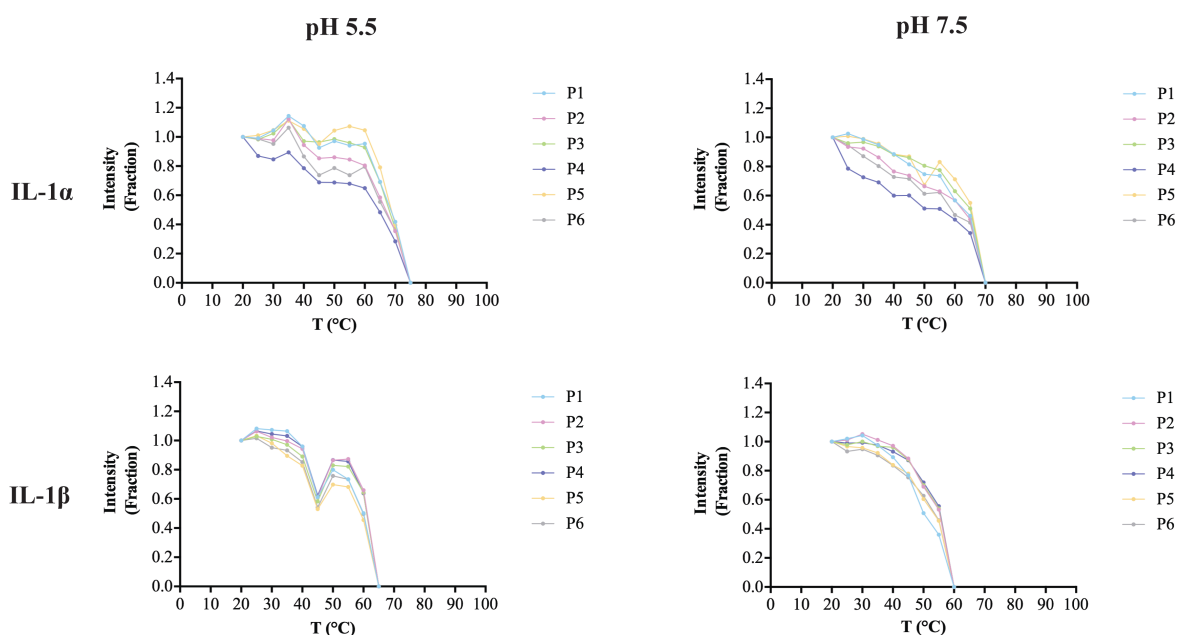 pH 5.5
pH 7.5
IL-1α
Intensity
(Fraction)
1.4
1.2
1.0
0.8
0.6
0.4
0.2
0.0
0 10 20 30 40 50 60 70 80 90 100
T (°C)
P1
P2
P3
P4
P5
P6
Intensity
(Fraction)
1.4
1.2
1.0
0.8
0.6
0.4
0.2
0.0
0 10 20 30 40 50 60 70 80 90 100
T (°C)
P1
P2
P3
P4
P5
P6
IL-1β
Intensity
(Fraction)
1.4
1.2
1.0
0.8
0.6
0.4
0.2
0.0
0 10 20 30 40 50 60 70 80 90 100
T (°C)
P1
P2
P3
P4
P5
P6
Intensity
(Fraction)
1.4
1.2
1.0
0.8
0.6
0.4
0.2
0.0
0 10 20 30 40 50 60 70 80 90 100
T (°C)
P1
P2
P3
P4
P5
P6